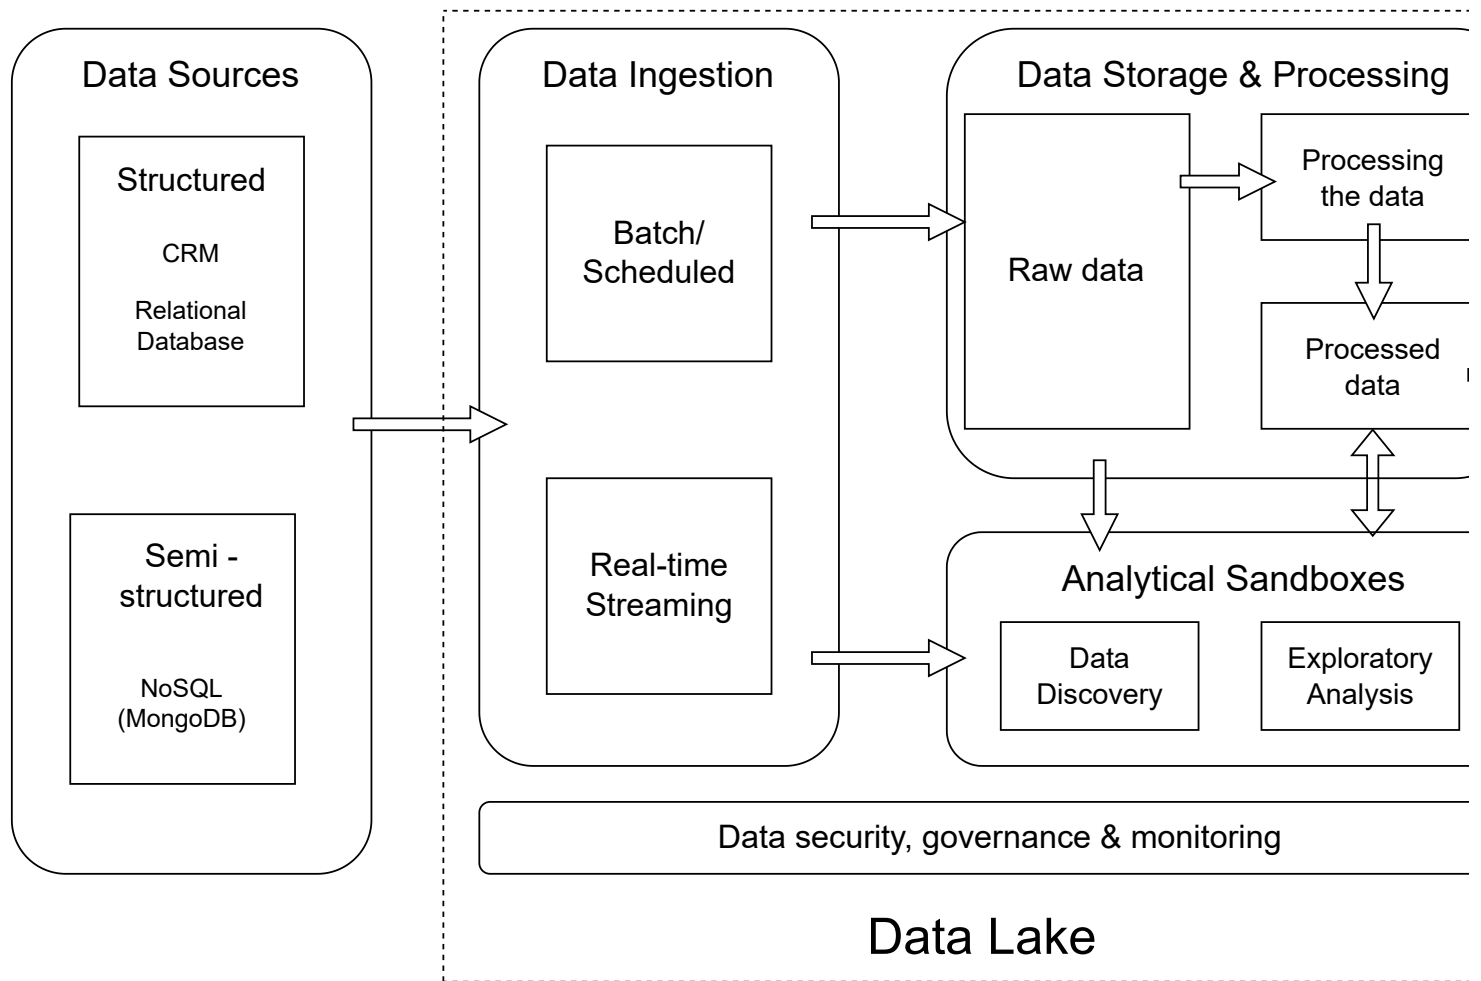 Data Sources
Structured
CRM
Relational
Database
Semi -
structured
NoSQL
(MongoDB)
Data Ingestion
Batch/
Scheduled
Real-time
Streaming
Data Storage & Processing
Raw data
Processing
the data
Processed
data
Analytical Sandboxes
Data
Discovery
Exploratory
Analysis
Data security, governance & monitoring
Data Lake